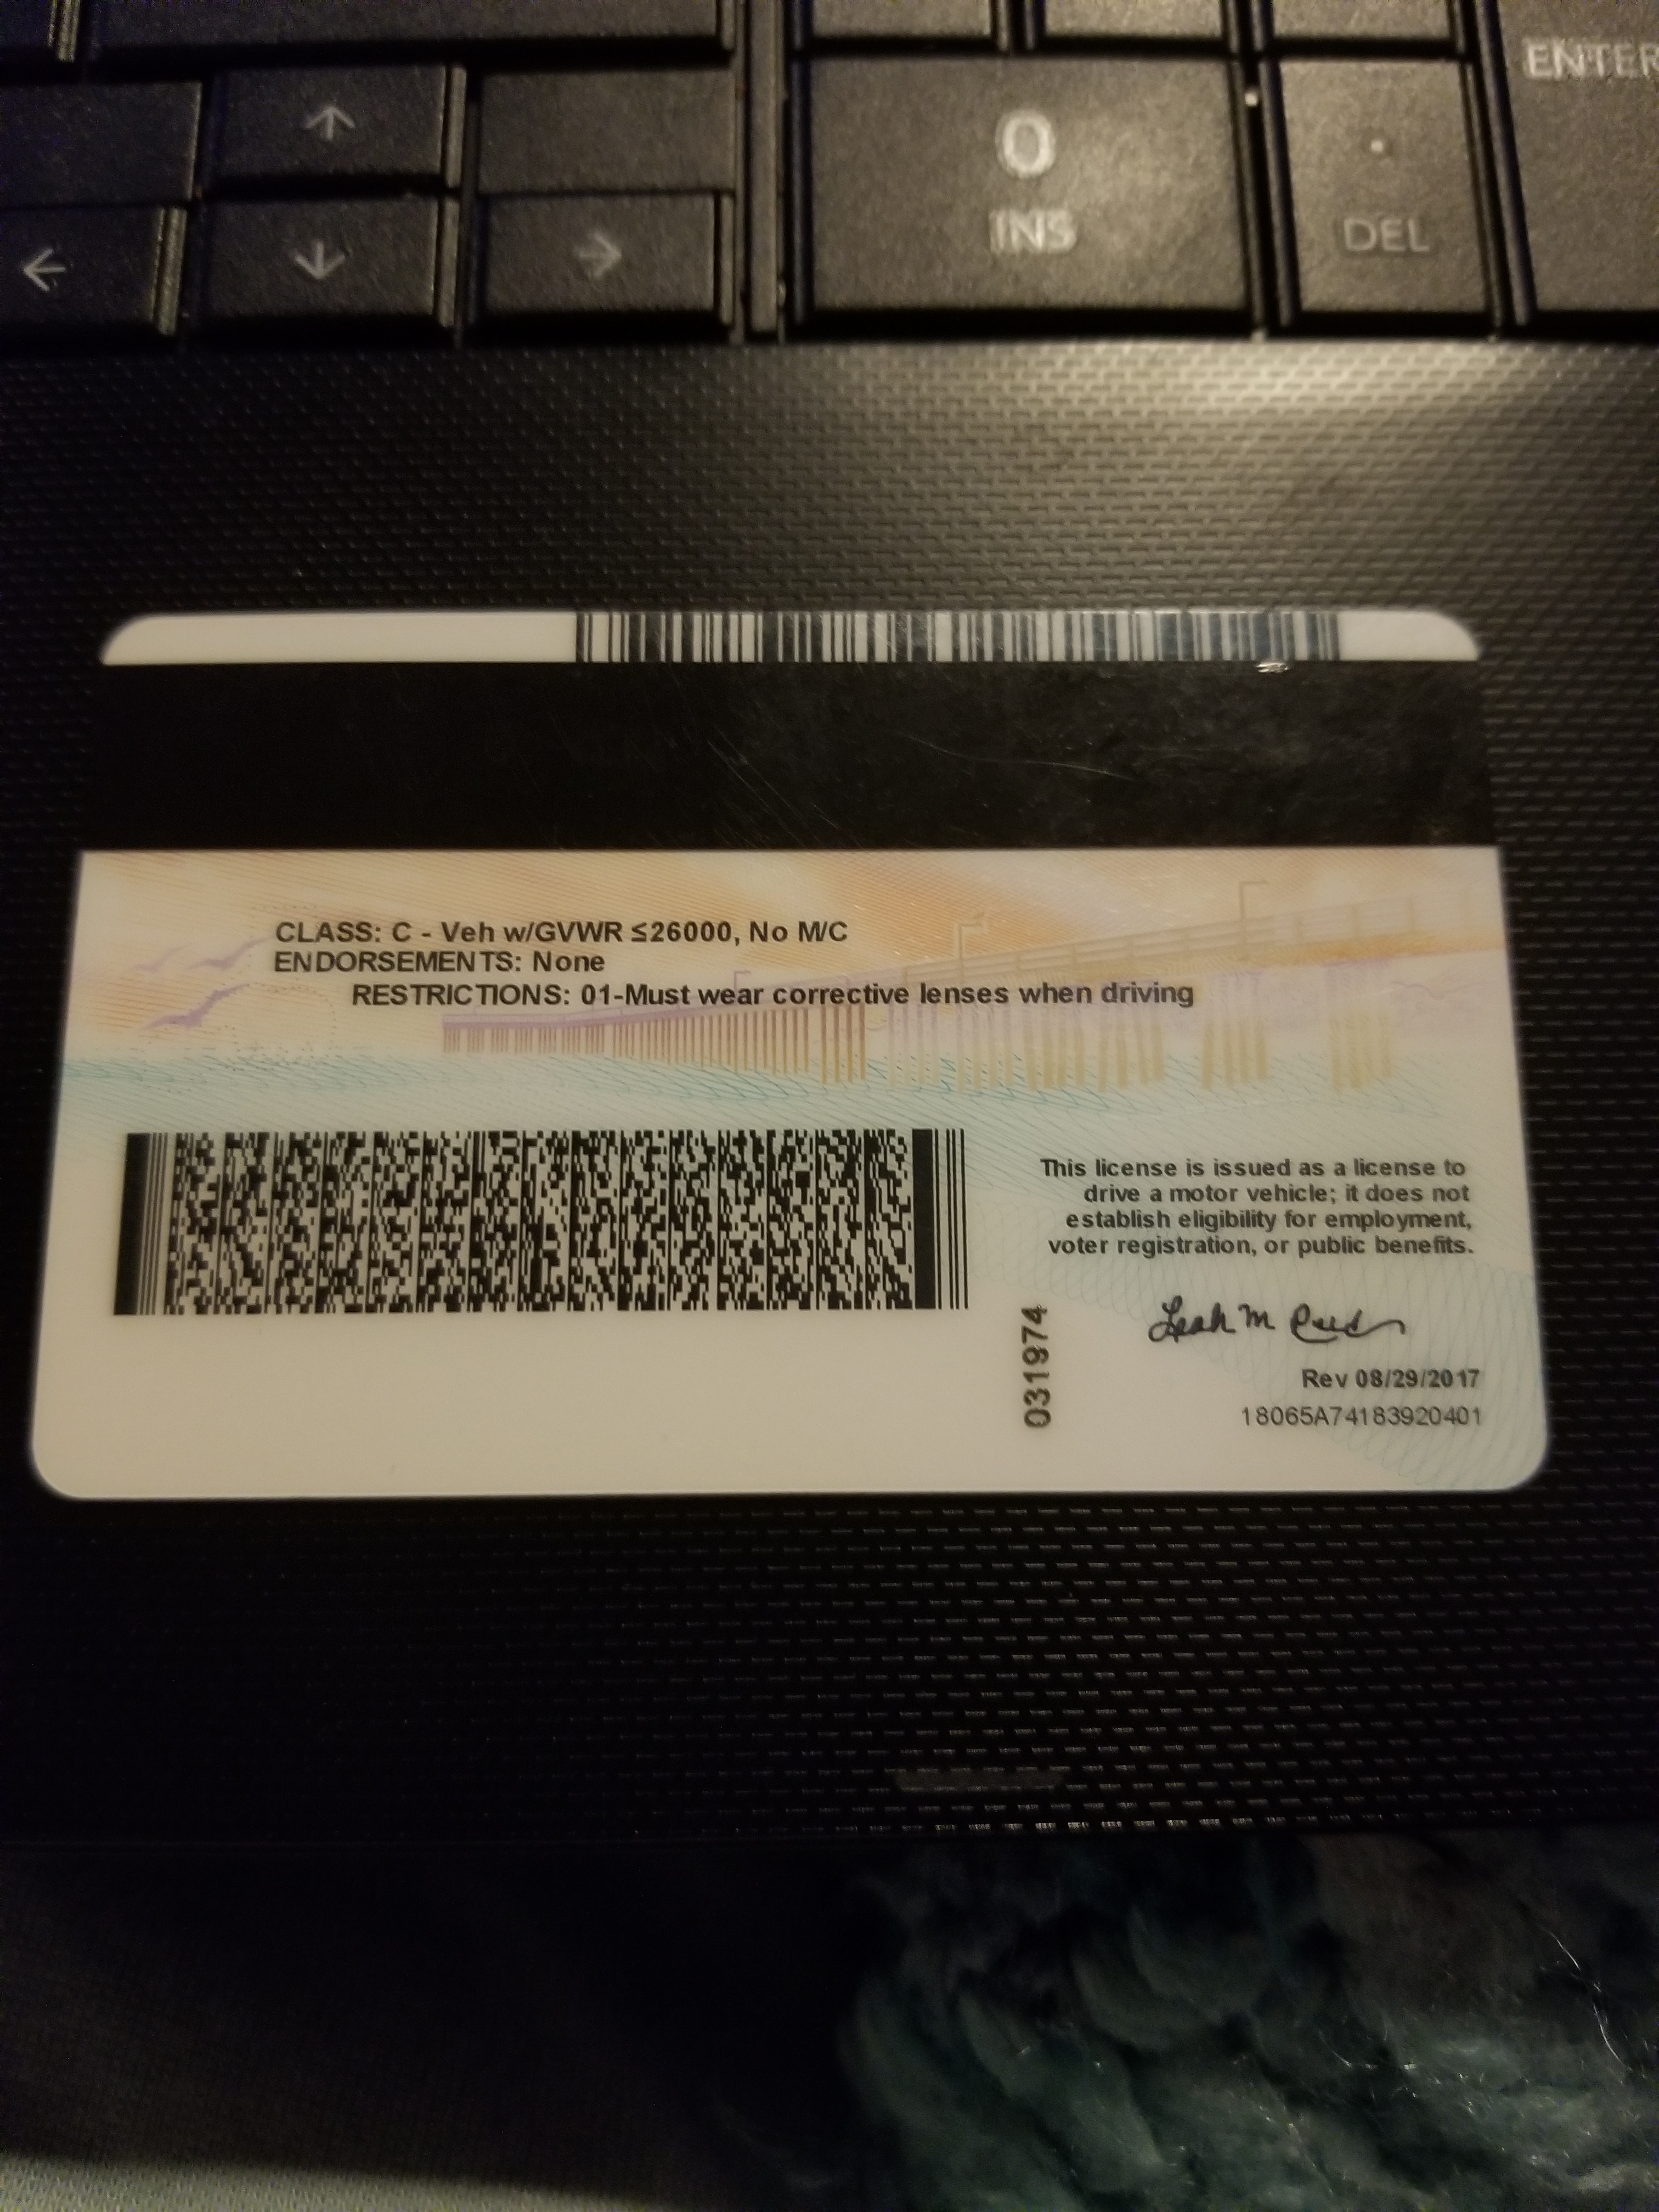 ENTER
0
INS
.
DEL
CLASS: C - Veh w/GVWR ≤26000, No M/C
ENDORSEMENTS: None
RESTRICTIONS: 01-Must wear corrective lenses when driving
This license is issued as a license to
drive a motor vehicle; it does not
establish eligibility for employment,
voter registration, or public benefits.
031974
Leah M
Rev 08/29/2017
18065A74183920401